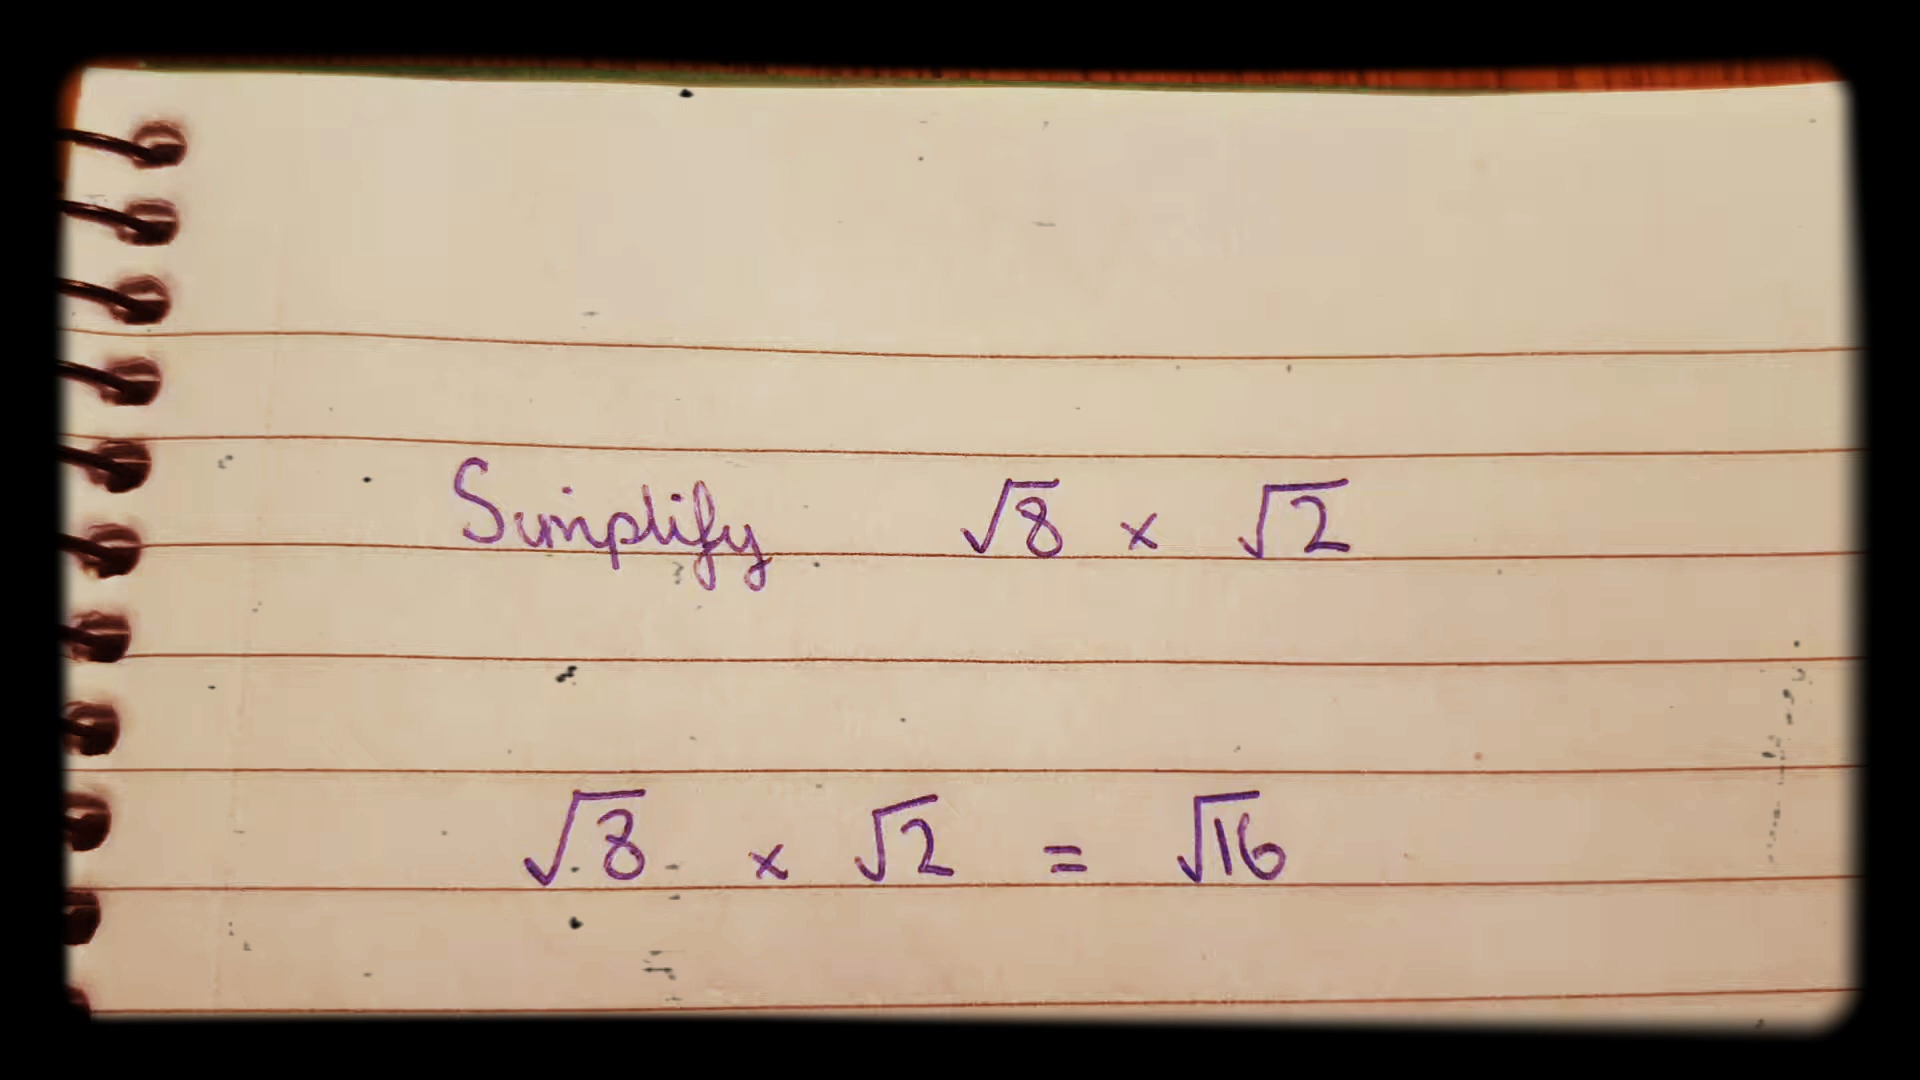 Simplify √8 × √2
√8 × √2 = √16